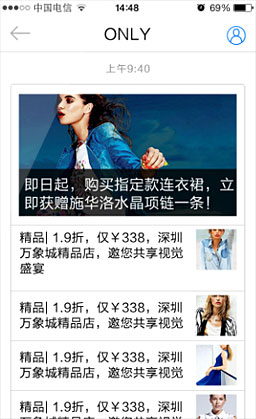 中国电信 14:48 69%
ONLY
上午9:40
即日起，购买指定款连衣裙，立
即获赠施华洛水晶项链一条！
精品| 1.9折，仅￥338，深圳
万象城精品店，邀您共享视觉
盛宴
精品| 1.9折，仅￥338，深圳
万象城精品店，邀您共享视觉
精品| 1.9折，仅￥338，深圳
万象城精品店，邀您共享视觉
精品| 1.9折，仅￥338，深圳
万象城精品店，邀您共享视觉